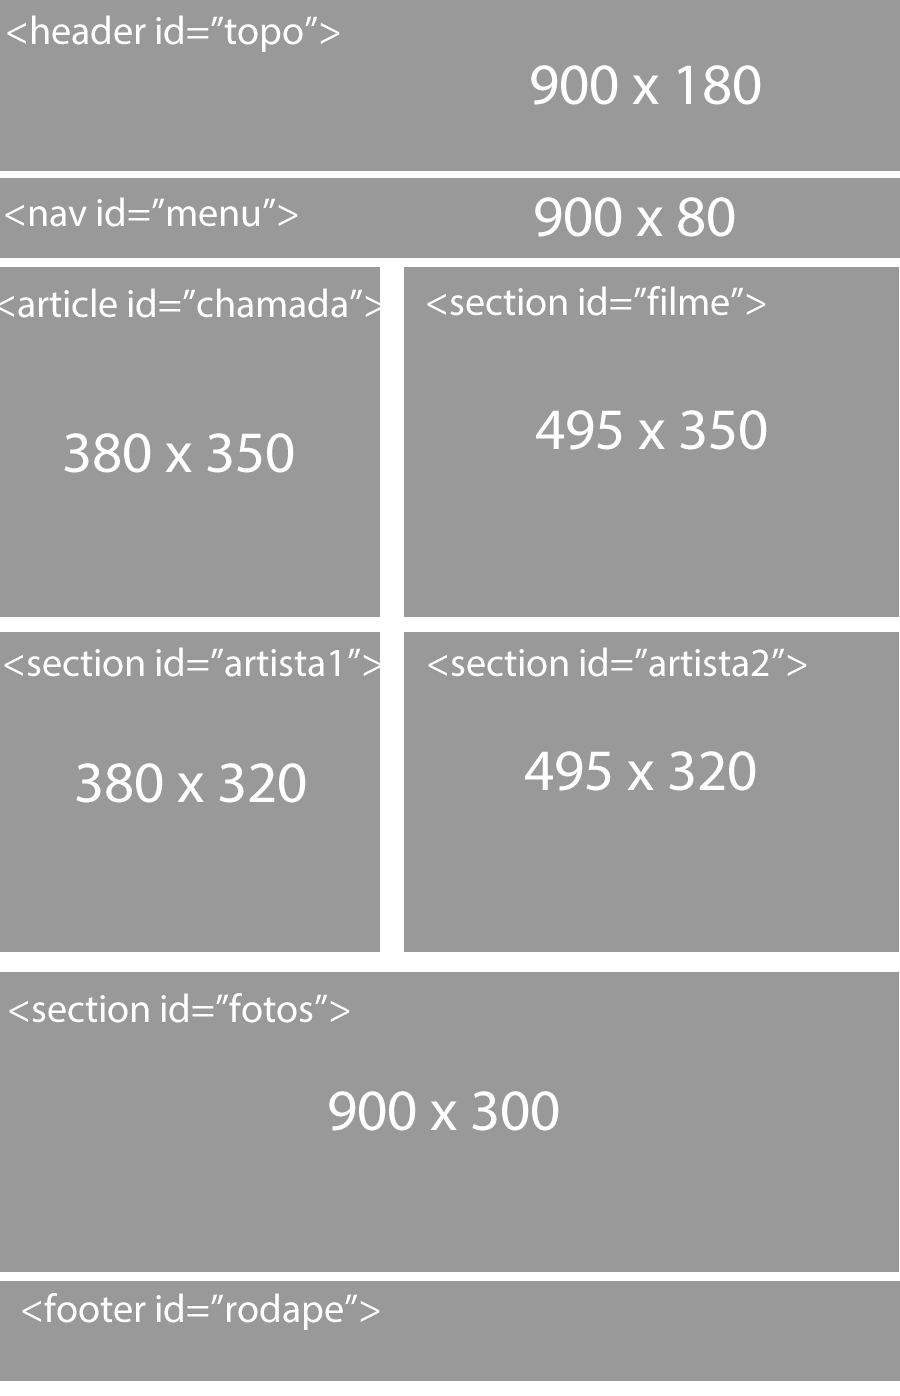 <header id=”topo”>
900 x 180
<nav id=”menu”>
900 x 80
<article id=”chamada”>
380 x 350
<section id=”filme”>
495 x 350
<section id=”artista1”>
380 x 320
<section id=”artista2”>
495 x 320
<section id=”fotos”>
900 x 300
<footer id=”rodape”>